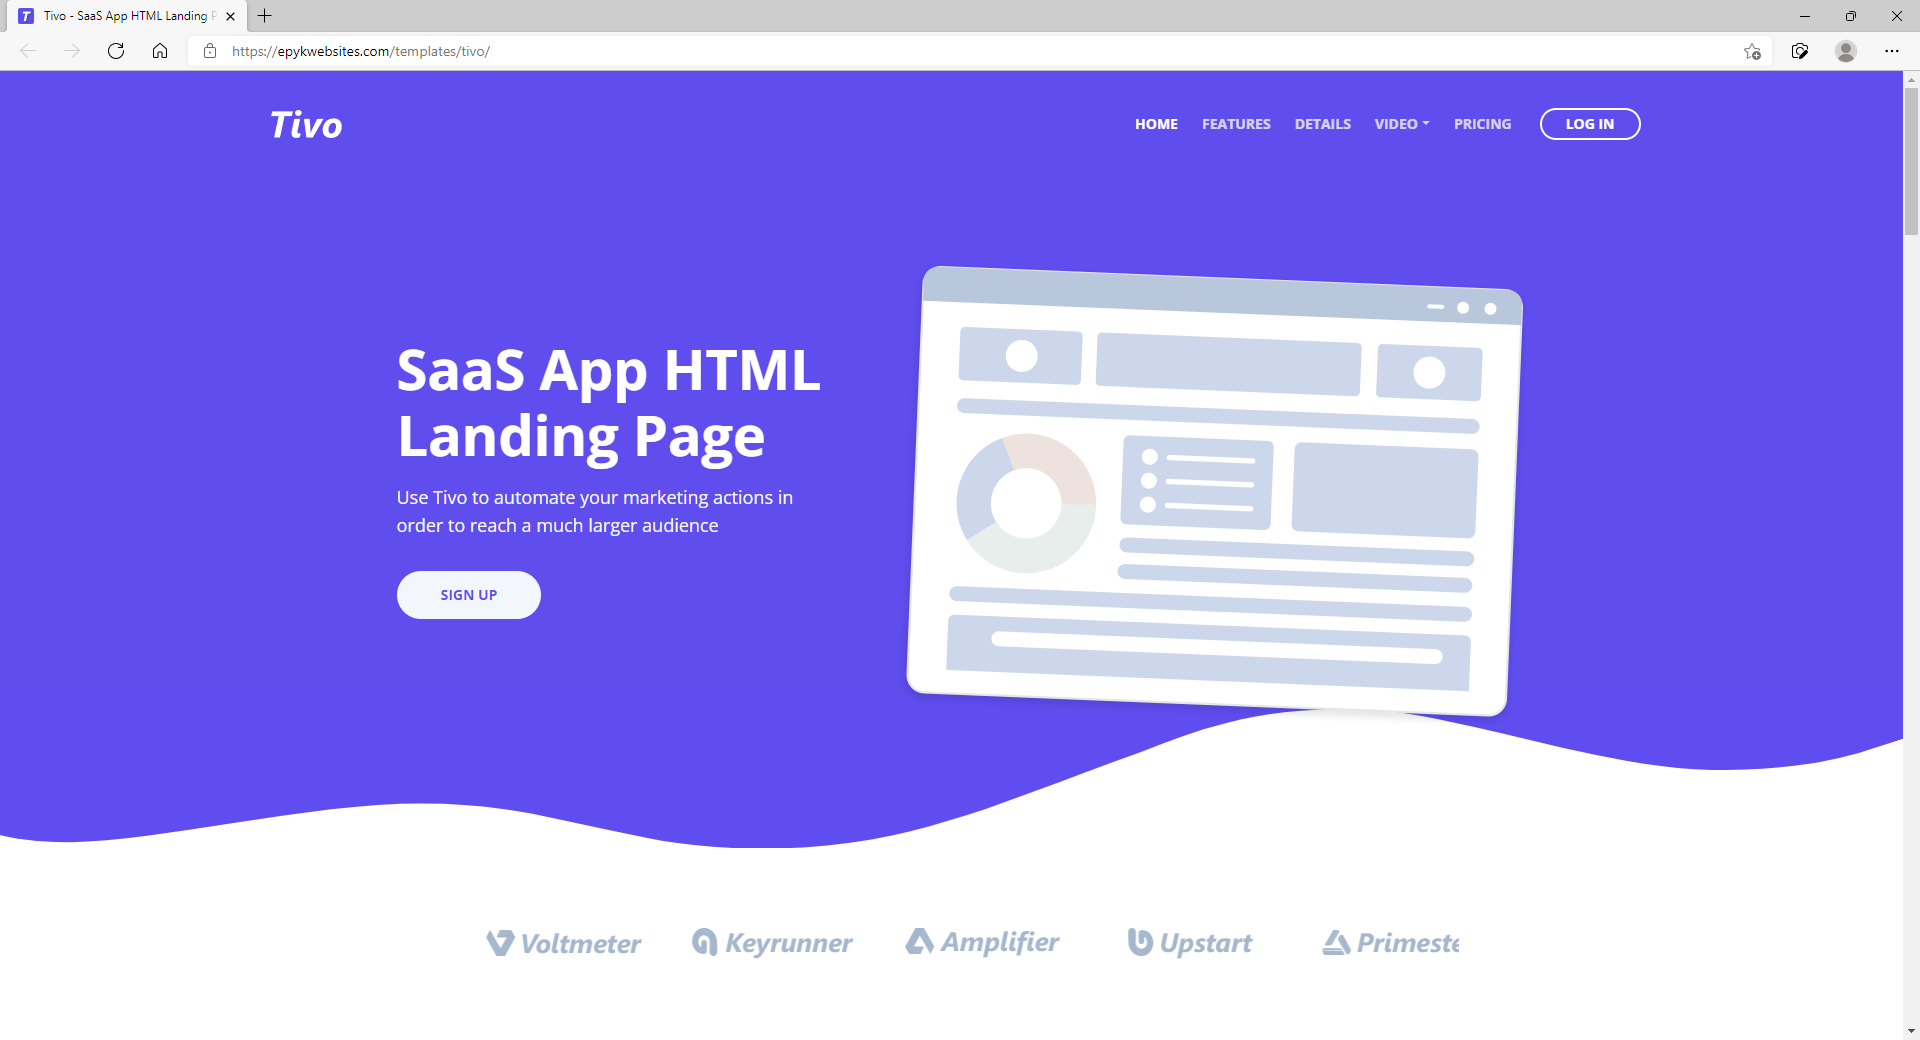 Tivo - SaaS App HTML Landing P
https://epykwebsites.com/templates/tivo/
Tivo
HOME FEATURES DETAILS VIDEO PRICING LOG IN
SaaS App HTML
Landing Page
Use Tivo to automate your marketing actions in
order to reach a much larger audience
SIGN UP
Voltmeter Keyrunner Amplifier Upstart Primeste